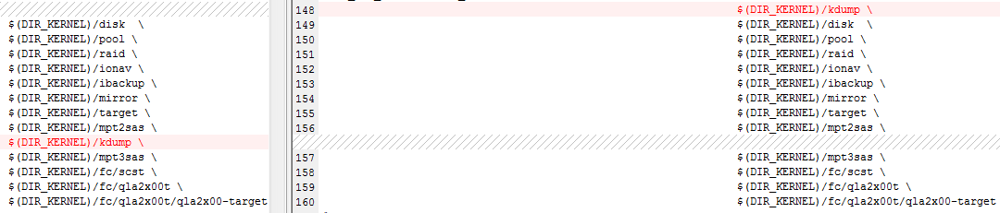 $(DIR_KERNEL)/disk  \
$(DIR_KERNEL)/pool \
$(DIR_KERNEL)/raid \
$(DIR_KERNEL)/ionav \
$(DIR_KERNEL)/ibackup \
$(DIR_KERNEL)/mirror \
$(DIR_KERNEL)/target \
$(DIR_KERNEL)/mpt2sas \
$(DIR_KERNEL)/kdump \
$(DIR_KERNEL)/mpt3sas \
$(DIR_KERNEL)/fc/scst \
$(DIR_KERNEL)/fc/qla2x00t \
$(DIR_KERNEL)/fc/qla2x00t/qla2x00-target
148 $(DIR_KERNEL)/kdump \
149 $(DIR_KERNEL)/disk  \
150 $(DIR_KERNEL)/pool \
151 $(DIR_KERNEL)/raid \
152 $(DIR_KERNEL)/ionav \
153 $(DIR_KERNEL)/ibackup \
154 $(DIR_KERNEL)/mirror \
155 $(DIR_KERNEL)/target \
156 $(DIR_KERNEL)/mpt2sas \
157 $(DIR_KERNEL)/mpt3sas \
158 $(DIR_KERNEL)/fc/scst \
159 $(DIR_KERNEL)/fc/qla2x00t \
160 $(DIR_KERNEL)/fc/qla2x00t/qla2x00-target